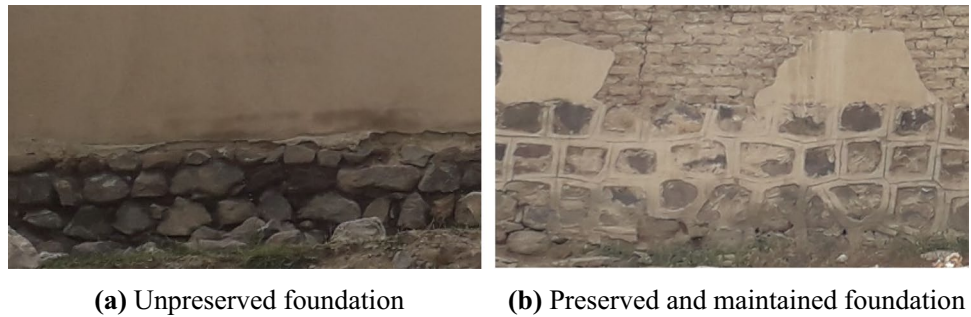 (a) Unpreserved foundation
(b) Preserved and maintained foundation